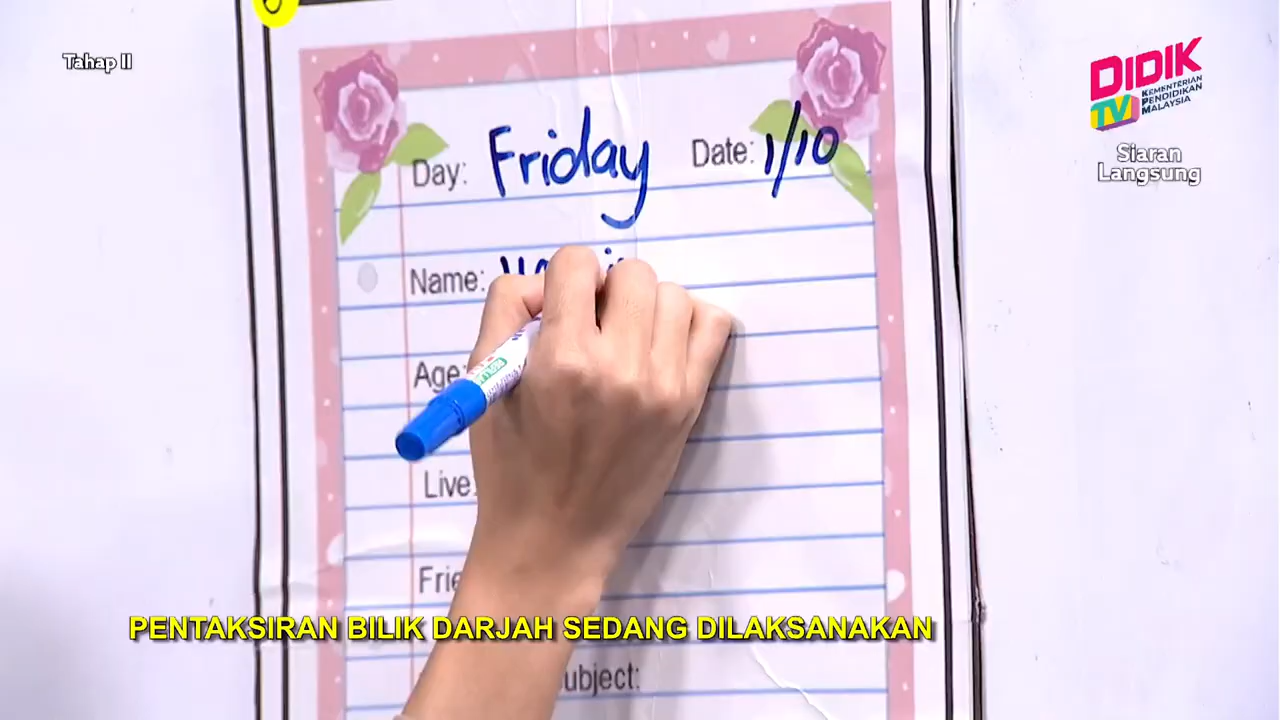 Tahap II
DIDIK
TV KEMENTERIAN
PENDIDIKAN
MALAYSIA
Siaran
Langsung
Day: Friday Date: 1/10
Name:
Age:
Live
Frie
ubject:
PENTAKSIRAN BILIK DARJAH SEDANG DILAKSANAKAN